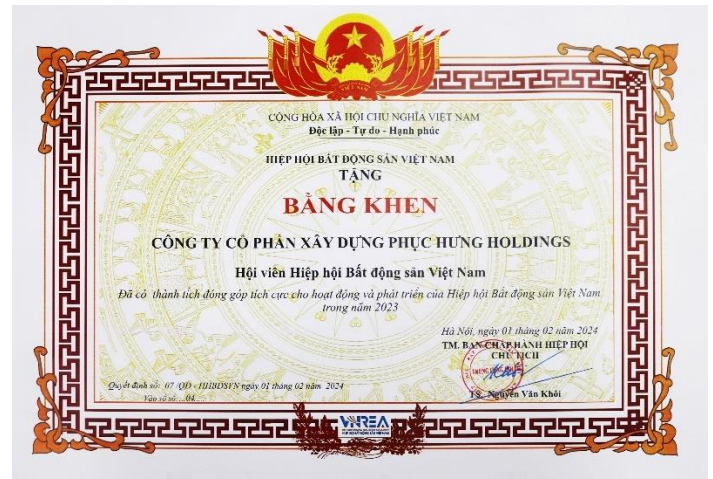 CỘNG HÒA XÃ HỘI CHỦ NGHĨA VIỆT NAM
Độc lập - Tự do - Hạnh phúc
HIỆP HỘI BẤT ĐỘNG SẢN VIỆT NAM
TẶNG
BẰNG KHEN
CÔNG TY CỔ PHẦN XÂY DỰNG PHỤC HƯNG HOLDINGS
Hội viên Hiệp hội Bất động sản Việt Nam
Đã có thành tích đóng góp tích cực cho hoạt động và phát triển của Hiệp hội Bất động sản Việt Nam
trong năm 2023
Hà Nội, ngày 01 tháng 02 năm 2024
TM. BAN CHẤP HÀNH HIỆP HỘI
CHỦ TỊCH
TS. Nguyễn Văn Khôi
Quyết định số: 07 /QĐ - HHBDSVN ngày 01 tháng 02 năm 2024
Vào sổ số:...04....
VNREA